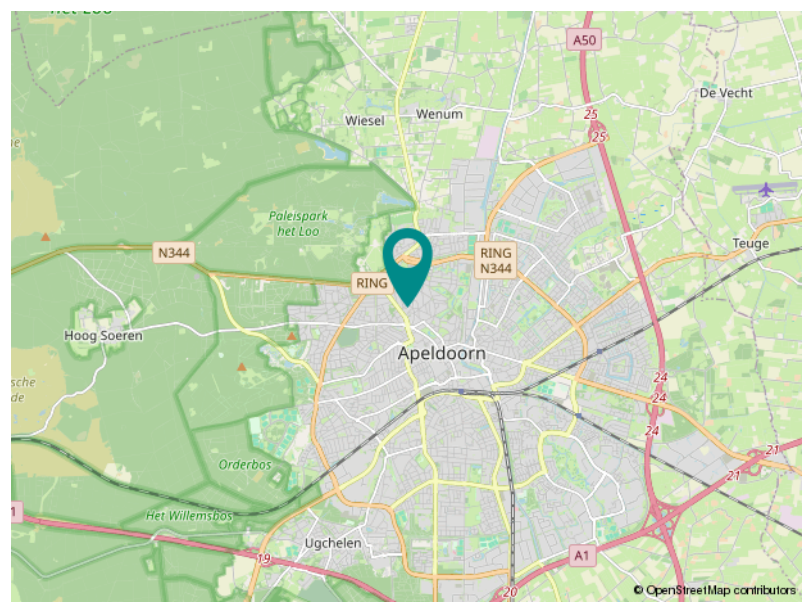 het Loo
A50
De Vecht
Wiesel
Wenum
25
25
Paleispark
het Loo
Teuge
N344
RING
N344
RING
Hoog Soeren
Apeldoorn
24
24
24
21
21
Orderbos
Het Willemsbos
Ugchelen
19
A1
20
© OpenStreetMap contributors